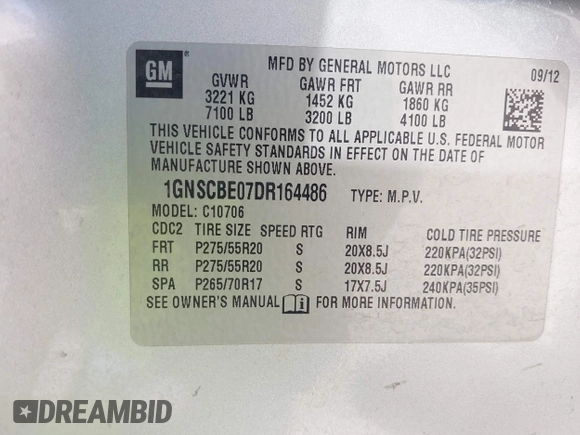 GM ®
MFD BY GENERAL MOTORS LLC 09/12
GVWR GAWR FRT GAWR RR
3221 KG 1452 KG 1860 KG
7100 LB 3200 LB 4100 LB
THIS VEHICLE CONFORMS TO ALL APPLICABLE U.S. FEDERAL MOTOR
VEHICLE SAFETY STANDARDS IN EFFECT ON THE DATE OF
MANUFACTURE SHOWN ABOVE.
1GNSCBE07DR164486 TYPE: M.P.V.
MODEL: C10706
CDC2 TIRE SIZE SPEED RTG RIM COLD TIRE PRESSURE
FRT P275/55R20 S 20X8.5J 220KPA(32PSI)
RR P275/55R20 S 20X8.5J 220KPA(32PSI)
SPA P265/70R17 S 17X7.5J 240KPA(35PSI)
SEE OWNER'S MANUAL FOR MORE INFORMATION.
DREAMBID